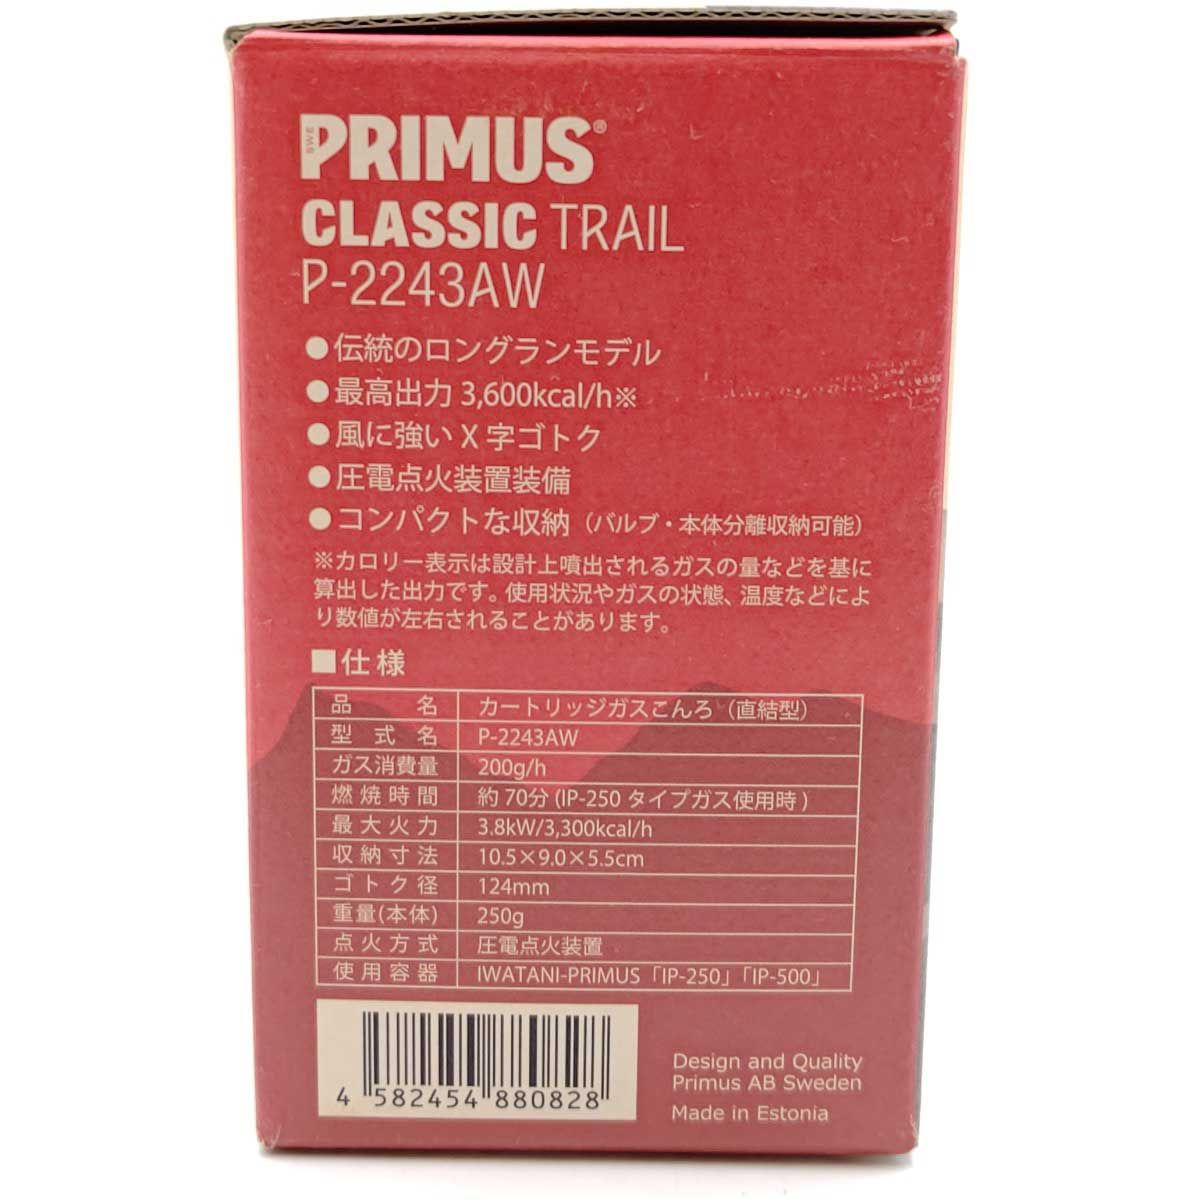 SWE
PRIMUS®
CLASSIC TRAIL
P-2243AW
●伝統のロングランモデル
●最高出力 3,600kcal/h※
●風に強い X 字ゴトク
●圧電点火装置装備
●コンパクトな収納(バルブ・本体分離収納可能)
※カロリー表示は設計上噴出されるガスの量などを基に
算出した出力です。使用状況やガスの状態、温度などによ
り数値が左右されることがあります。
■仕様
品名 カートリッジガスこんろ(直結型)
型式名 P-2243AW
ガス消費量 200g/h
燃焼時間 約 70分 (IP-250 タイプガス使用時 )
最大火力 3.8kW/3,300kcal/h
収納寸法 10.5×9.0×5.5cm
ゴトク径 124mm
重量(本体) 250g
点火方式 圧電点火装置
使用容器 IWATANI-PRIMUS「IP-250」「IP-500」
4 582454 880828
Design and Quality
Primus AB Sweden
Made in Estonia